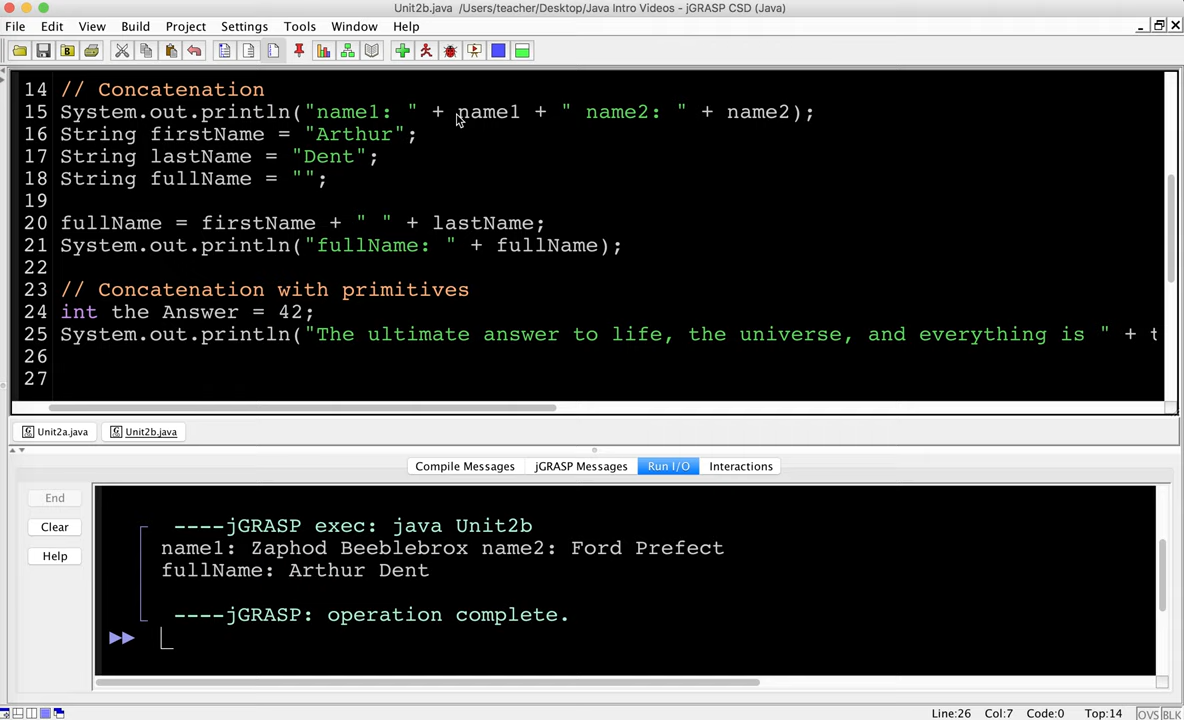 Unit2b.java /Users/teacher/Desktop/Java Intro Videos - jGRASP CSD (Java)
File Edit View Build Project Settings Tools Window Help
14 // Concatenation
15 System.out.println("name1: " + name1 + " name2: " + name2);
16 String firstName = "Arthur";
17 String lastName = "Dent";
18 String fullName = "";
19
20 fullName = firstName + " " + lastName;
21 System.out.println("fullName: " + fullName);
22
23 // Concatenation with primitives
24 int the Answer = 42;
25 System.out.println("The ultimate answer to life, the universe, and everything is " + t
26
27
Unit2a.java Unit2b.java
Compile Messages jGRASP Messages Run I/O Interactions
End
Clear
Help
----jGRASP exec: java Unit2b
name1: Zaphod Beeblebrox name2: Ford Prefect
fullName: Arthur Dent
----jGRASP: operation complete.
Line:26 Col:7 Code:0 Top:14 OVS BLK